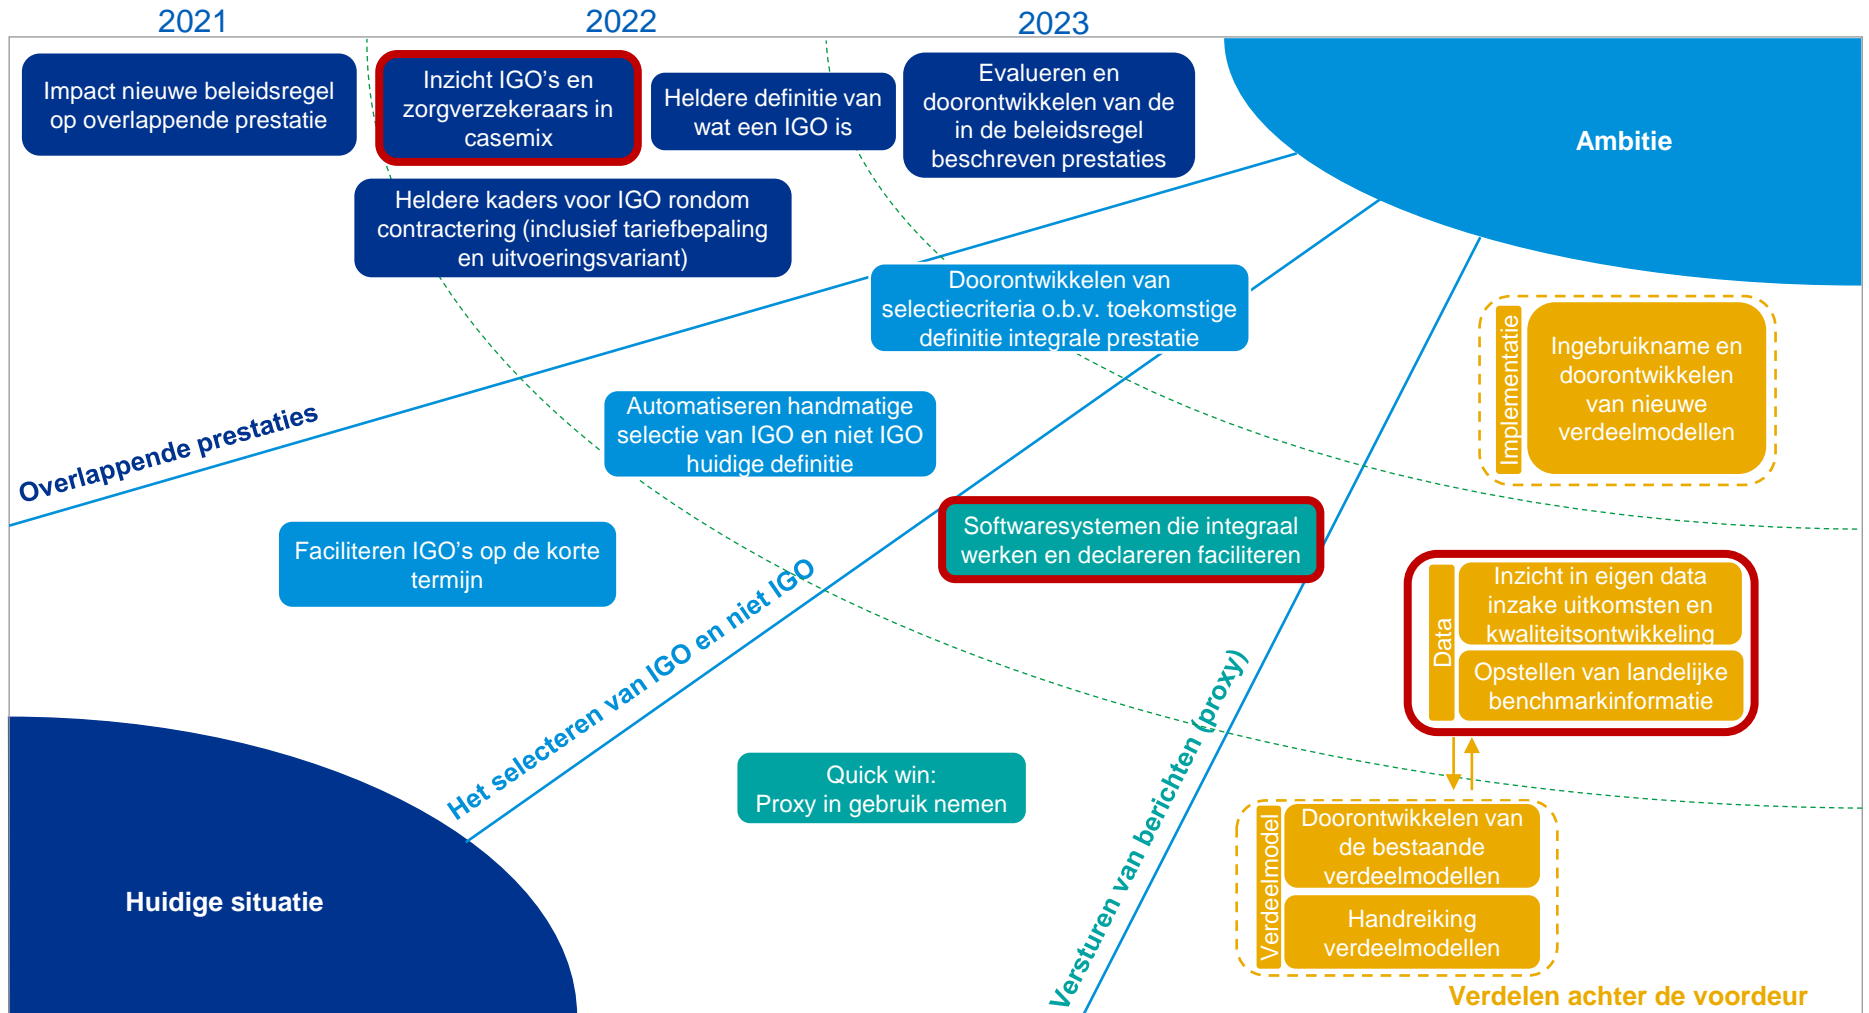 2021
2022
2023
Impact nieuwe beleidsregel
op overlappende prestatie
Inzicht IGO's en
zorgverzekeraars in
casemix
Heldere definitie van
wat een IGO is
Evalueren en
doorontwikkelen van de
in de beleidsregel
beschreven prestaties
Ambitie
Heldere kaders voor IGO rondom
contractering (inclusief tariefbepaling
en uitvoeringsvariant)
Doorontwikkelen van
selectiecriteria o.b.v. toekomstige
definitie integrale prestatie
Implementatie
Ingebruikname en
doorontwikkelen
van nieuwe
verdeelmodellen
Overlappende prestaties
Automatiseren handmatige
selectie van IGO en niet IGO
huidige definitie
Softwaresystemen die integraal
werken en declareren faciliteren
Faciliteren IGO's op de korte
termijn
Het selecteren van IGO en niet IGO
Data
Inzicht in eigen data
inzake uitkomsten en
kwaliteitsontwikkeling
Opstellen van landelijke
benchmarkinformatie
Quick win:
Proxy in gebruik nemen
Versturen van berichten (proxy)
Verdeelmodel
Doorontwikkelen van
de bestaande
verdeelmodellen
Handreiking
verdeelmodellen
Huidige situatie
Verdelen achter de voordeur